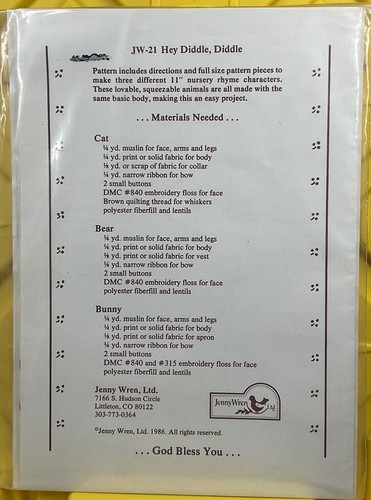 JW-21 Hey Diddle, Diddle
Pattern includes directions and full size pattern pieces to
make three different 11" nursery rhyme characters.
These lovable, squeezable animals are all made with the
same basic body, making this an easy project.
. . . Materials Needed . . .
Cat
¼ yd. muslin for face, arms and legs
¼ yd. print or solid fabric for body
⅛ yd. or scrap of fabric for collar
¼ yd. narrow ribbon for bow
2 small buttons
DMC #840 embroidery floss for face
Brown quilting thread for whiskers
polyester fiberfill and lentils
Bear
¼ yd. muslin for face, arms and legs
¼ yd. print or solid fabric for body
⅛ yd. print or solid fabric for vest
¼ yd. narrow ribbon for bow
2 small buttons
DMC #840 embroidery floss for face
polyester fiberfill and lentils
Bunny
¼ yd. muslin for face, arms and legs
¼ yd. print or solid fabric for body
⅛ yd. print or solid fabric for apron
¼ yd. narrow ribbon for bow
2 small buttons
DMC #840 and #315 embroidery floss for face
polyester fiberfill and lentils
Jenny Wren, Ltd.
7166 S. Hudson Circle
Littleton, CO 80122
303-773-0364
JennyWren Ltd.
©Jenny Wren, Ltd. 1986. All rights reserved.
. . . God Bless You . . .